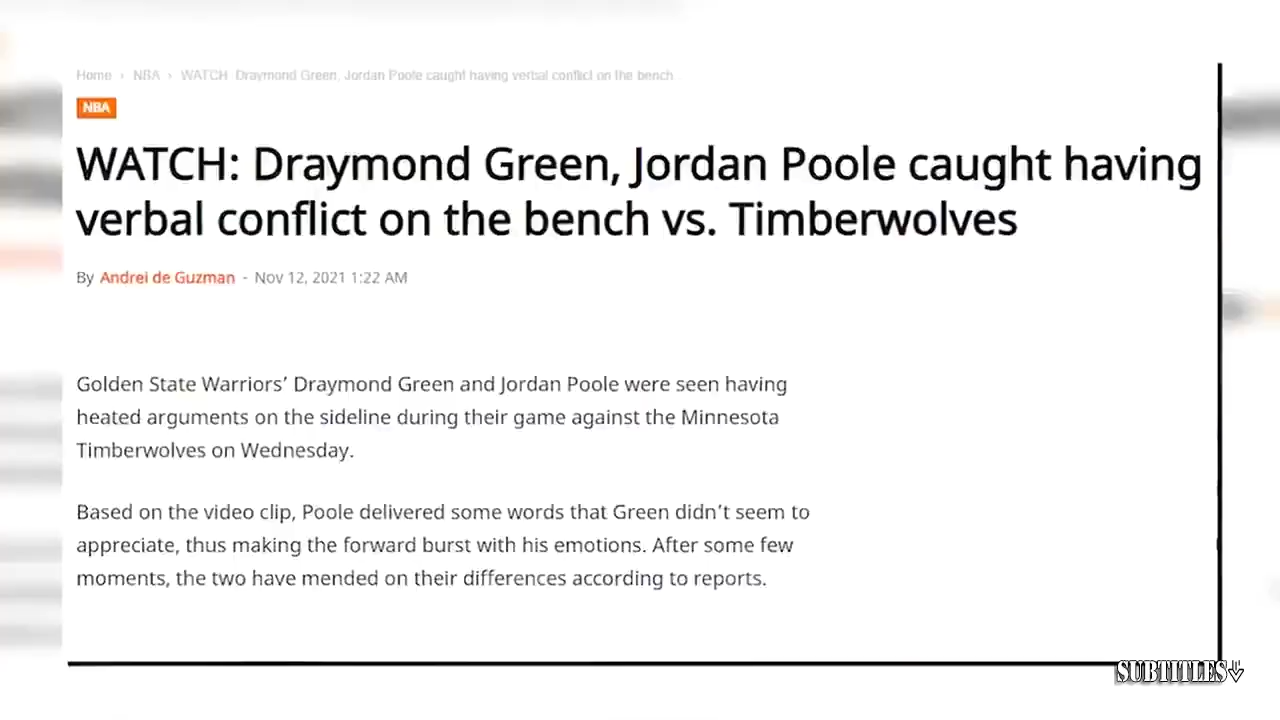 Home › NBA › WATCH: Draymond Green, Jordan Poole caught having verbal conflict on the bench
NBA
WATCH: Draymond Green, Jordan Poole caught having
verbal conflict on the bench vs. Timberwolves
By Andrei de Guzman - Nov 12, 2021 1:22 AM
Golden State Warriors’ Draymond Green and Jordan Poole were seen having
heated arguments on the sideline during their game against the Minnesota
Timberwolves on Wednesday.
Based on the video clip, Poole delivered some words that Green didn’t seem to
appreciate, thus making the forward burst with his emotions. After some few
moments, the two have mended on their differences according to reports.
SUBTITLES